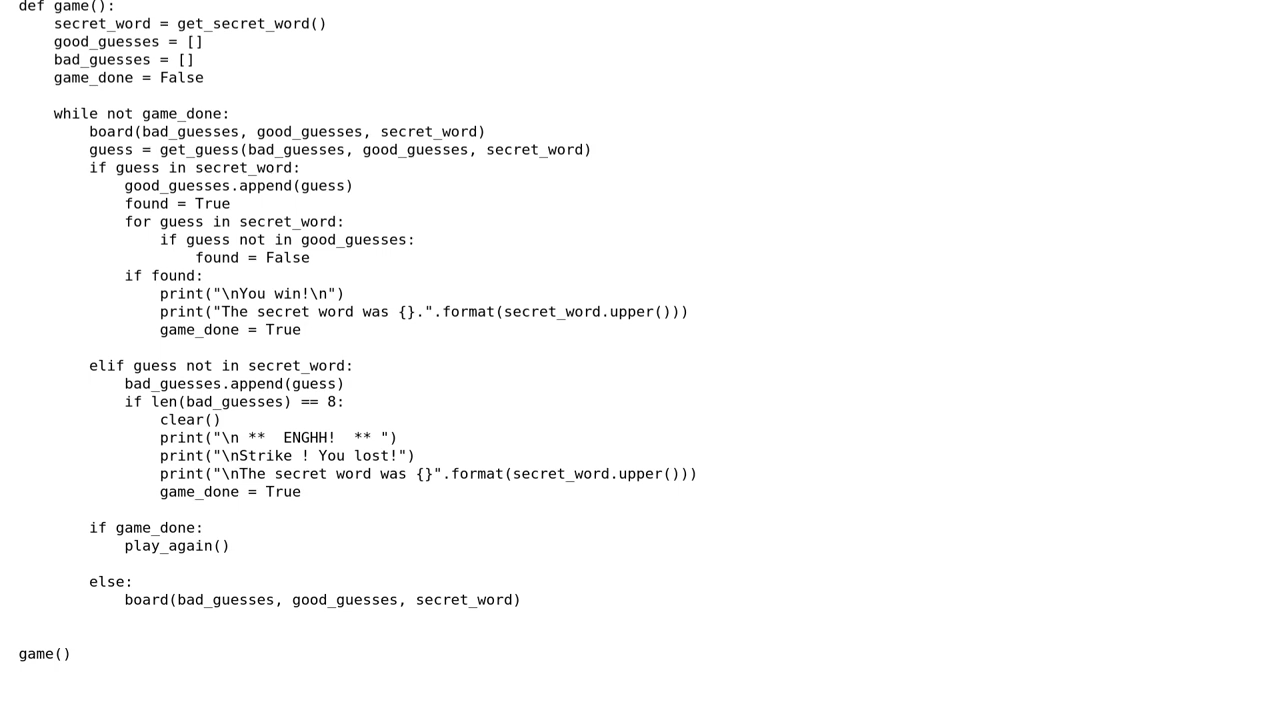 def game():
    secret_word = get_secret_word()
    good_guesses = []
    bad_guesses = []
    game_done = False

    while not game_done:
        board(bad_guesses, good_guesses, secret_word)
        guess = get_guess(bad_guesses, good_guesses, secret_word)
        if guess in secret_word:
            good_guesses.append(guess)
            found = True
            for guess in secret_word:
                if guess not in good_guesses:
                    found = False
            if found:
                print("\nYou win!\n")
                print("The secret word was {}.".format(secret_word.upper()))
                game_done = True

        elif guess not in secret_word:
            bad_guesses.append(guess)
            if len(bad_guesses) == 8:
                clear()
                print("\n **  ENGHH!  ** ")
                print("\nStrike ! You lost!")
                print("\nThe secret word was {}".format(secret_word.upper()))
                game_done = True

        if game_done:
            play_again()

        else:
            board(bad_guesses, good_guesses, secret_word)


game()